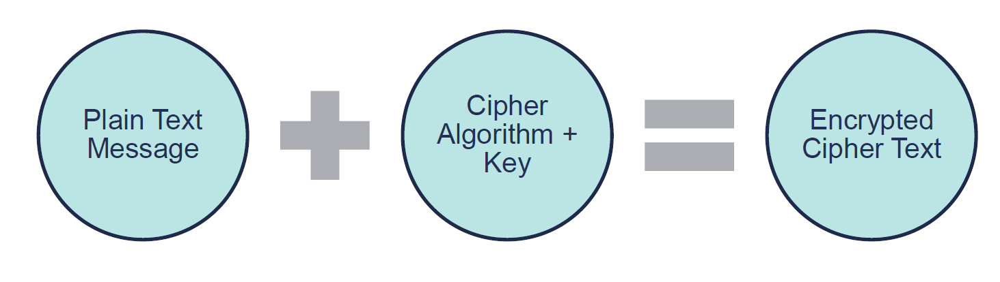 Plain Text
Message
Cipher
Algorithm +
Key
Encrypted
Cipher Text